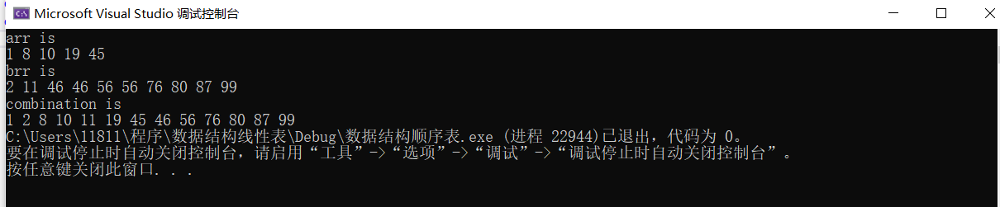 Microsoft Visual Studio 调试控制台
arr is
1 8 10 19 45
brr is
2 11 46 46 56 56 76 80 87 99
combination is
1 2 8 10 11 19 45 46 56 76 80 87 99
C:\Users\11811\程序\数据结构线性表\Debug\数据结构顺序表.exe (进程 22944)已退出，代码为 0。
要在调试停止时自动关闭控制台，请启用“工具”->“选项”->“调试”->“调试停止时自动关闭控制台”。
按任意键关闭此窗口. . .